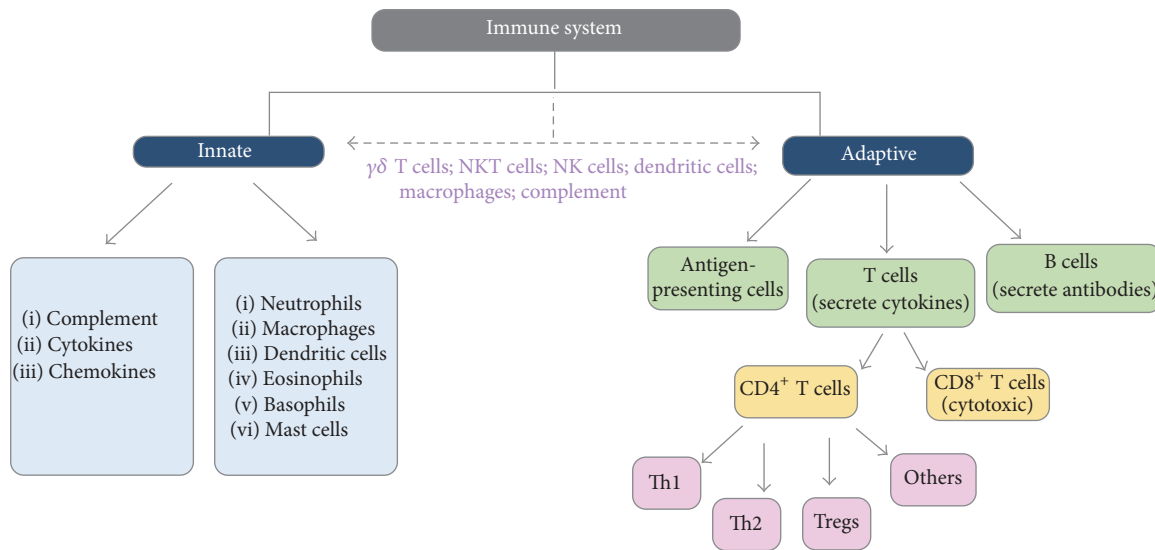 Immune system
Innate
Adaptive
γδ T cells; NKT cells; NK cells; dendritic cells;
macrophages; complement
(i) Complement
(ii) Cytokines
(iii) Chemokines
(i) Neutrophils
(ii) Macrophages
(iii) Dendritic cells
(iv) Eosinophils
(v) Basophils
(vi) Mast cells
Antigen-
presenting cells
T cells
(secrete cytokines)
B cells
(secrete antibodies)
CD4⁺ T cells
CD8⁺ T cells
(cytotoxic)
Th1
Th2
Tregs
Others